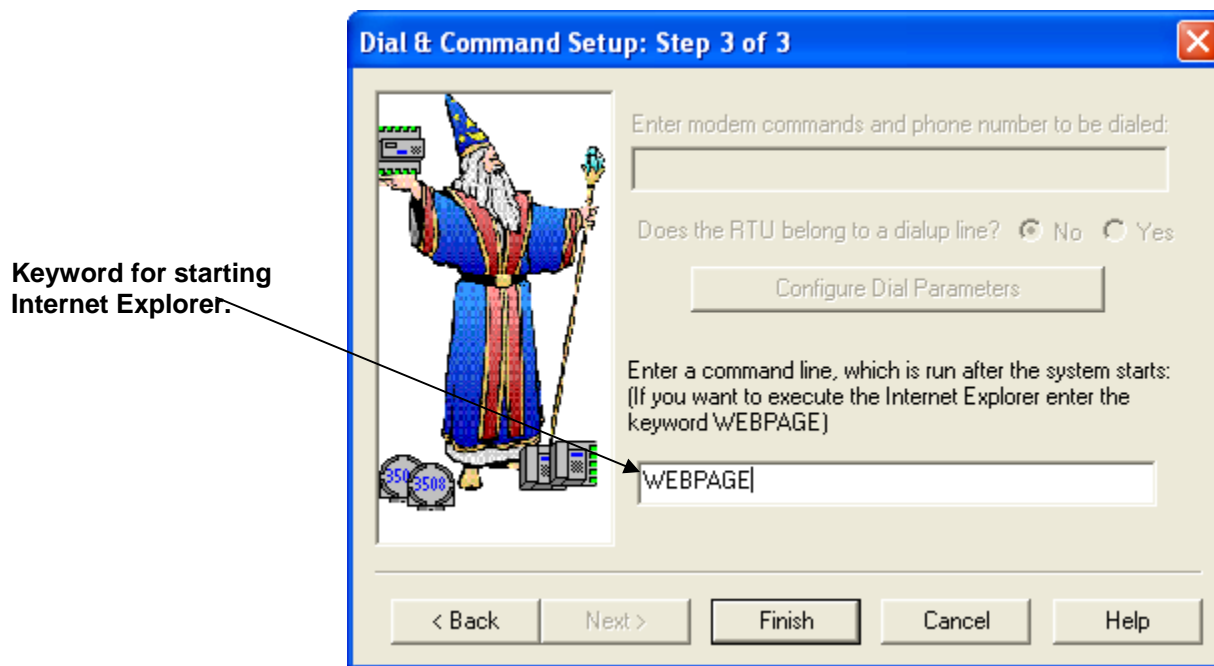 Dial & Command Setup: Step 3 of 3
Enter modem commands and phone number to be dialed:
Does the RTU belong to a dialup line? No Yes
Configure Dial Parameters
Keyword for starting
Internet Explorer.
Enter a command line, which is run after the system starts:
(If you want to execute the Internet Explorer enter the
keyword WEBPAGE)
350 3508
WEBPAGE
< Back Next > Finish Cancel Help